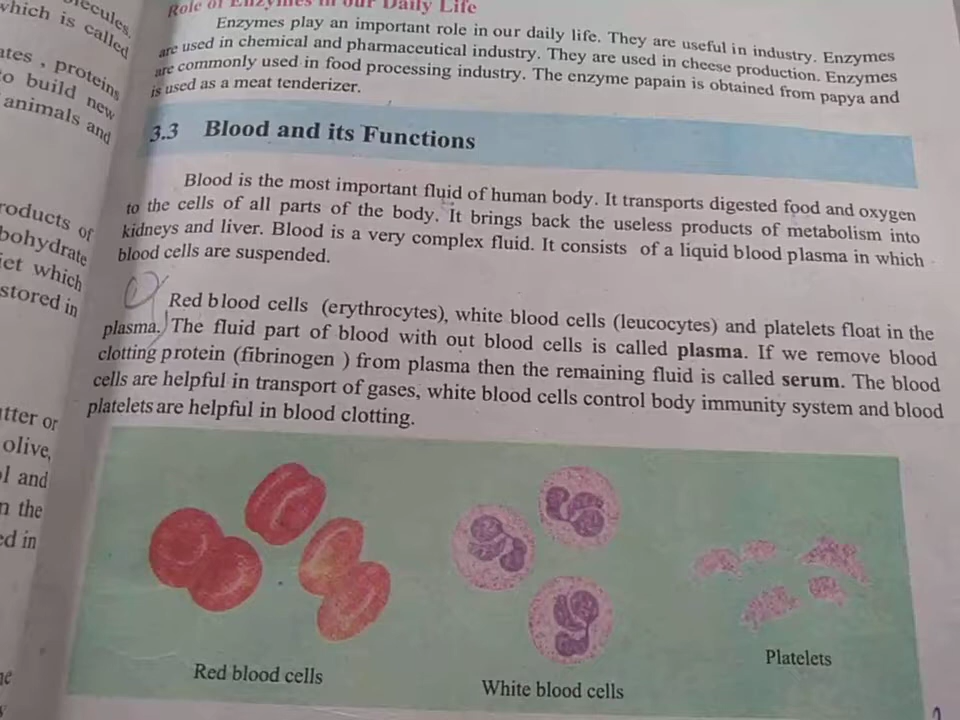 Role of Enzymes in our Daily Life
Enzymes play an important role in our daily life. They are useful in industry. Enzymes
are used in chemical and pharmaceutical industry. They are used in cheese production. Enzymes
are commonly used in food processing industry. The enzyme papain is obtained from papya and
is used as a meat tenderizer.
3.3 Blood and its Functions
Blood is the most important fluid of human body. It transports digested food and oxygen
to the cells of all parts of the body. It brings back the useless products of metabolism into
kidneys and liver. Blood is a very complex fluid. It consists of a liquid blood plasma in which
blood cells are suspended.
Red blood cells (erythrocytes), white blood cells (leucocytes) and platelets float in the
plasma. The fluid part of blood with out blood cells is called plasma. If we remove blood
clotting protein (fibrinogen ) from plasma then the remaining fluid is called serum. The blood
cells are helpful in transport of gases, white blood cells control body immunity system and blood
platelets are helpful in blood clotting.
Red blood cells
White blood cells
Platelets
which is called
, proteins
to build new
animals and
of
which
stored in
or
olive,
and
the
in